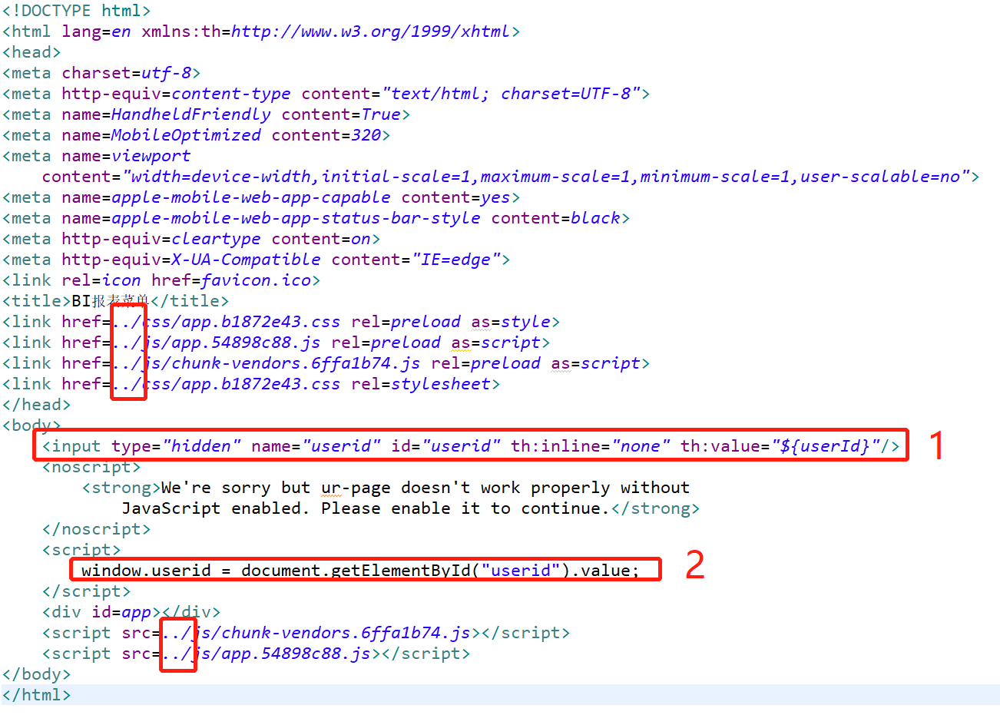 <!DOCTYPE html>
<html lang=en xmlns:th=http://www.w3.org/1999/xhtml>
<head>
<meta charset=utf-8>
<meta http-equiv=content-type content="text/html; charset=UTF-8">
<meta name=HandheldFriendly content=True>
<meta name=MobileOptimized content=320>
<meta name=viewport
content="width=device-width,initial-scale=1,maximum-scale=1,minimum-scale=1,user-scalable=no">
<meta name=apple-mobile-web-app-capable content=yes>
<meta name=apple-mobile-web-app-status-bar-style content=black>
<meta http-equiv=cleartype content=on>
<meta http-equiv=X-UA-Compatible content="IE=edge">
<link rel=icon href=favicon.ico>
<title>BI报表菜单</title>
<link href=../css/app.b1872e43.css rel=preload as=style>
<link href=../js/app.54898c88.js rel=preload as=script>
<link href=../js/chunk-vendors.6ffa1b74.js rel=preload as=script>
<link href=../css/app.b1872e43.css rel=stylesheet>
</head>
<body>
<input type="hidden" name="userid" id="userid" th:inline="none" th:value="${userId}"/> 1
<noscript>
<strong>We're sorry but ur-page doesn't work properly without
JavaScript enabled. Please enable it to continue.</strong>
</noscript>
<script>
window.userid = document.getElementById("userid").value; 2
</script>
<div id=app></div>
<script src=../js/chunk-vendors.6ffa1b74.js></script>
<script src=../js/app.54898c88.js></script>
</body>
</html>